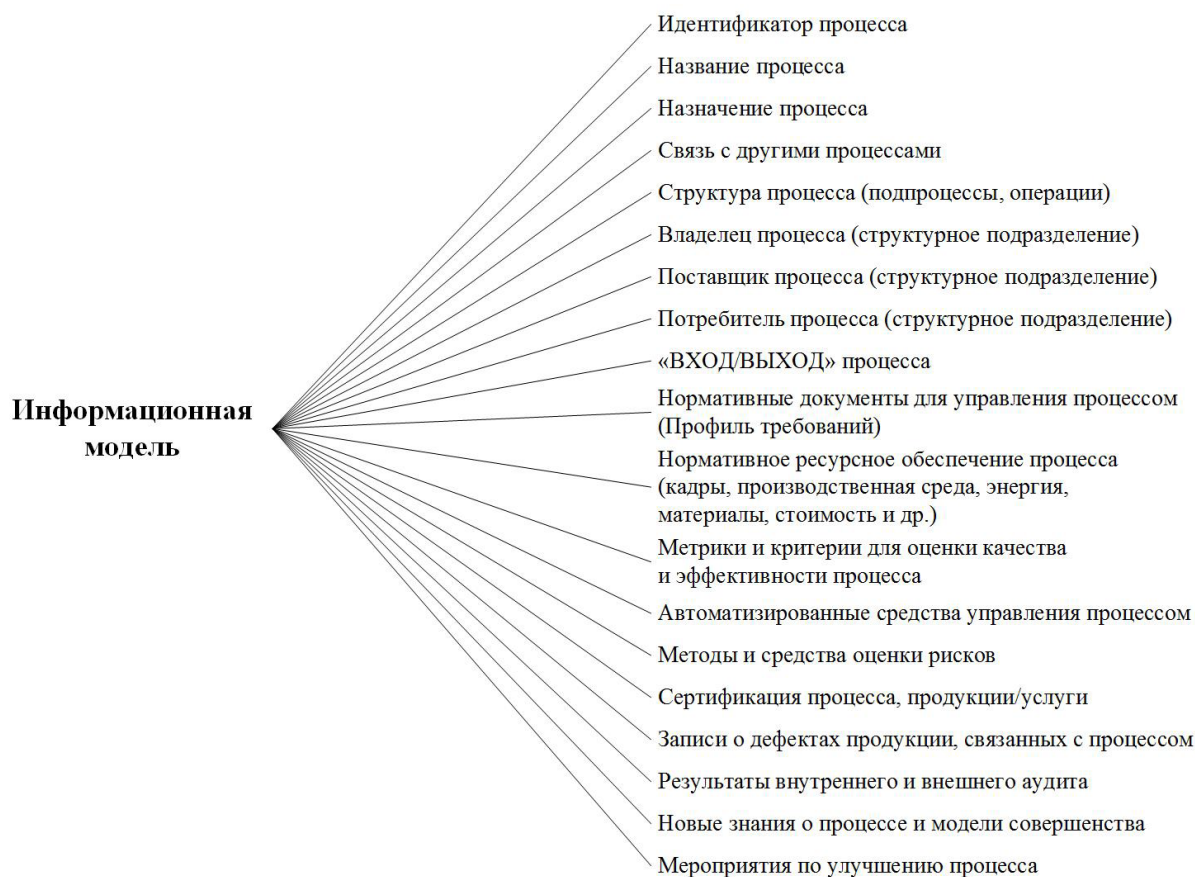 Идентификатор процесса
Название процесса
Назначение процесса
Связь с другими процессами
Структура процесса (подпроцессы, операции)
Владелец процесса (структурное подразделение)
Поставщик процесса (структурное подразделение)
Потребитель процесса (структурное подразделение)
«ВХОД/ВЫХОД» процесса
Информационная
модель
Нормативные документы для управления процессом
(Профиль требований)
Нормативное ресурсное обеспечение процесса
(кадры, производственная среда, энергия,
материалы, стоимость и др.)
Метрики и критерии для оценки качества
и эффективности процесса
Автоматизированные средства управления процессом
Методы и средства оценки рисков
Сертификация процесса, продукции/услуги
Записи о дефектах продукции, связанных с процессом
Результаты внутреннего и внешнего аудита
Новые знания о процессе и модели совершенства
Мероприятия по улучшению процесса